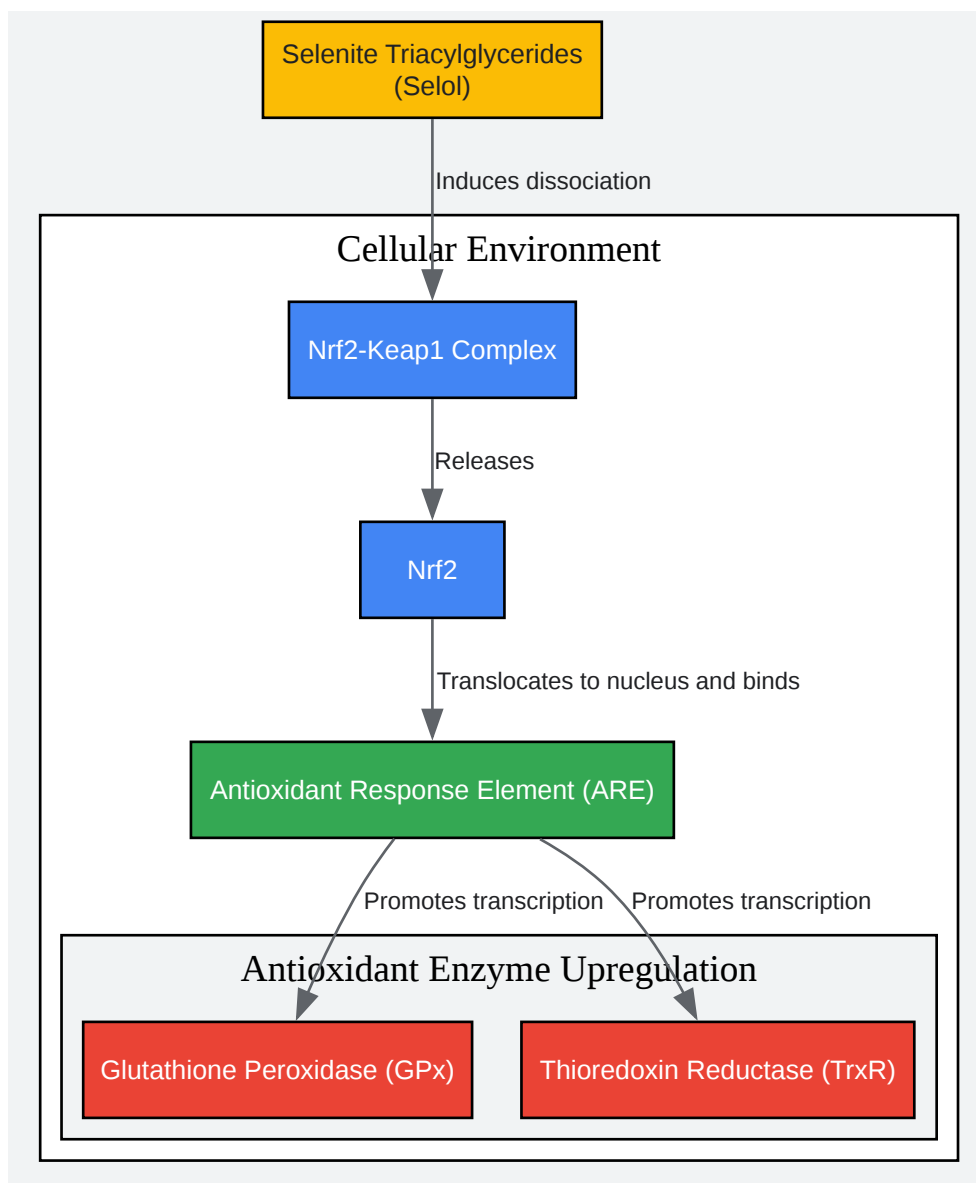 Selenite Triacylglycerides
(Selol)
Induces dissociation
Cellular Environment
Nrf2-Keap1 Complex
Releases
Nrf2
Translocates to nucleus and binds
Antioxidant Response Element (ARE)
Promotes transcription
Promotes transcription
Antioxidant Enzyme Upregulation
Glutathione Peroxidase (GPx)
Thioredoxin Reductase (TrxR)